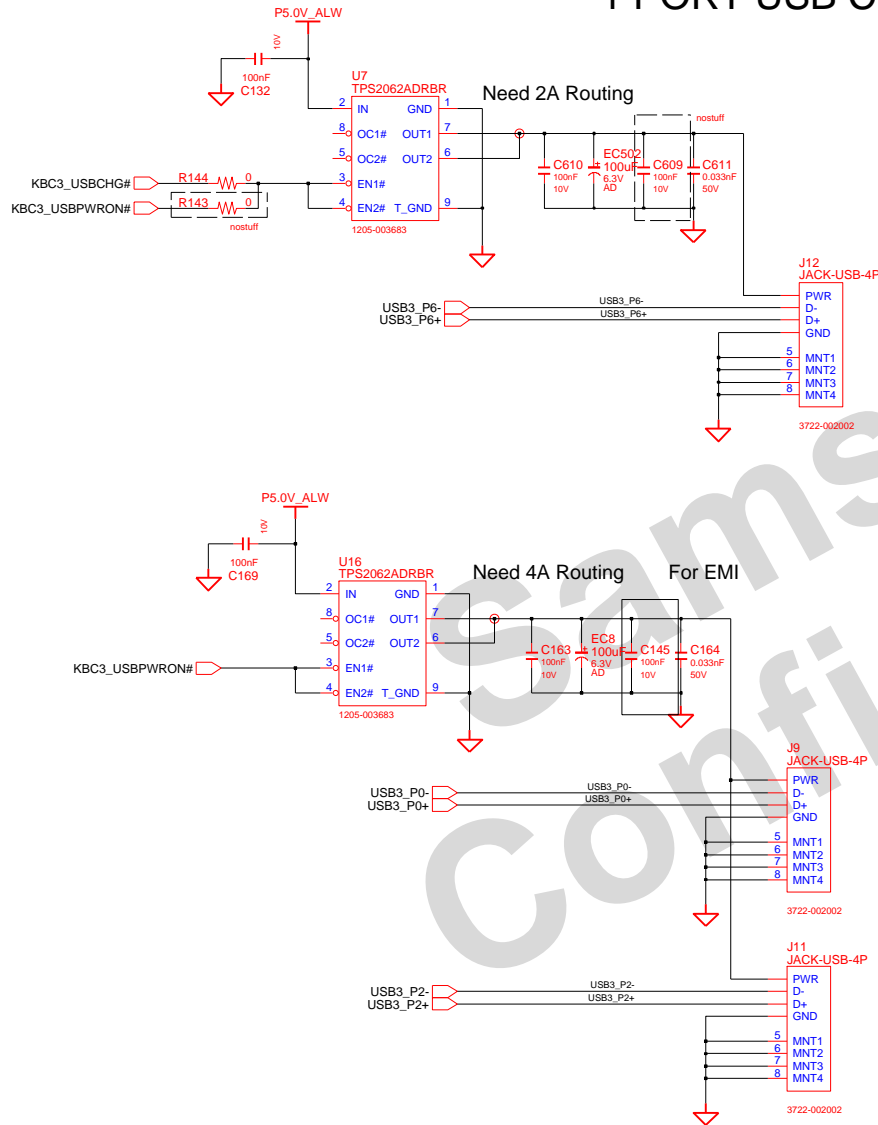 1 PORT USB C
P5.0V_ALW
10V
100nF
C132
U7
TPS2062ADRBR
Need 2A Routing
nostuff
2 IN GND 1
8 OC1# OUT1 7
5 OC2# OUT2 6
3 EN1#
4 EN2# T_GND 9
1205-003683
KBC3_USBCHG#
R144 0
KBC3_USBPWRON#
R143 0
nostuff
C610
100nF
10V
EC502
100uF
6.3V
AD
C609
100nF
10V
C611
0.033nF
50V
J12
JACK-USB-4P
PWR
D-
D+
GND
5 MNT1
6 MNT2
7 MNT3
8 MNT4
3722-002002
USB3_P6- USB3_P6-
USB3_P6+ USB3_P6+
P5.0V_ALW
10V
100nF
C169
U16
TPS2062ADRBR
Need 4A Routing
For EMI
2 IN GND 1
8 OC1# OUT1 7
5 OC2# OUT2 6
3 EN1#
4 EN2# T_GND 9
1205-003683
KBC3_USBPWRON#
C163
100nF
10V
EC8
100uF
6.3V
AD
C145
100nF
10V
C164
0.033nF
50V
J9
JACK-USB-4P
PWR
D-
D+
GND
5 MNT1
6 MNT2
7 MNT3
8 MNT4
3722-002002
USB3_P0- USB3_P0-
USB3_P0+ USB3_P0+
J11
JACK-USB-4P
PWR
D-
D+
GND
5 MNT1
6 MNT2
7 MNT3
8 MNT4
3722-002002
USB3_P2- USB3_P2-
USB3_P2+ USB3_P2+
Sams
Confi